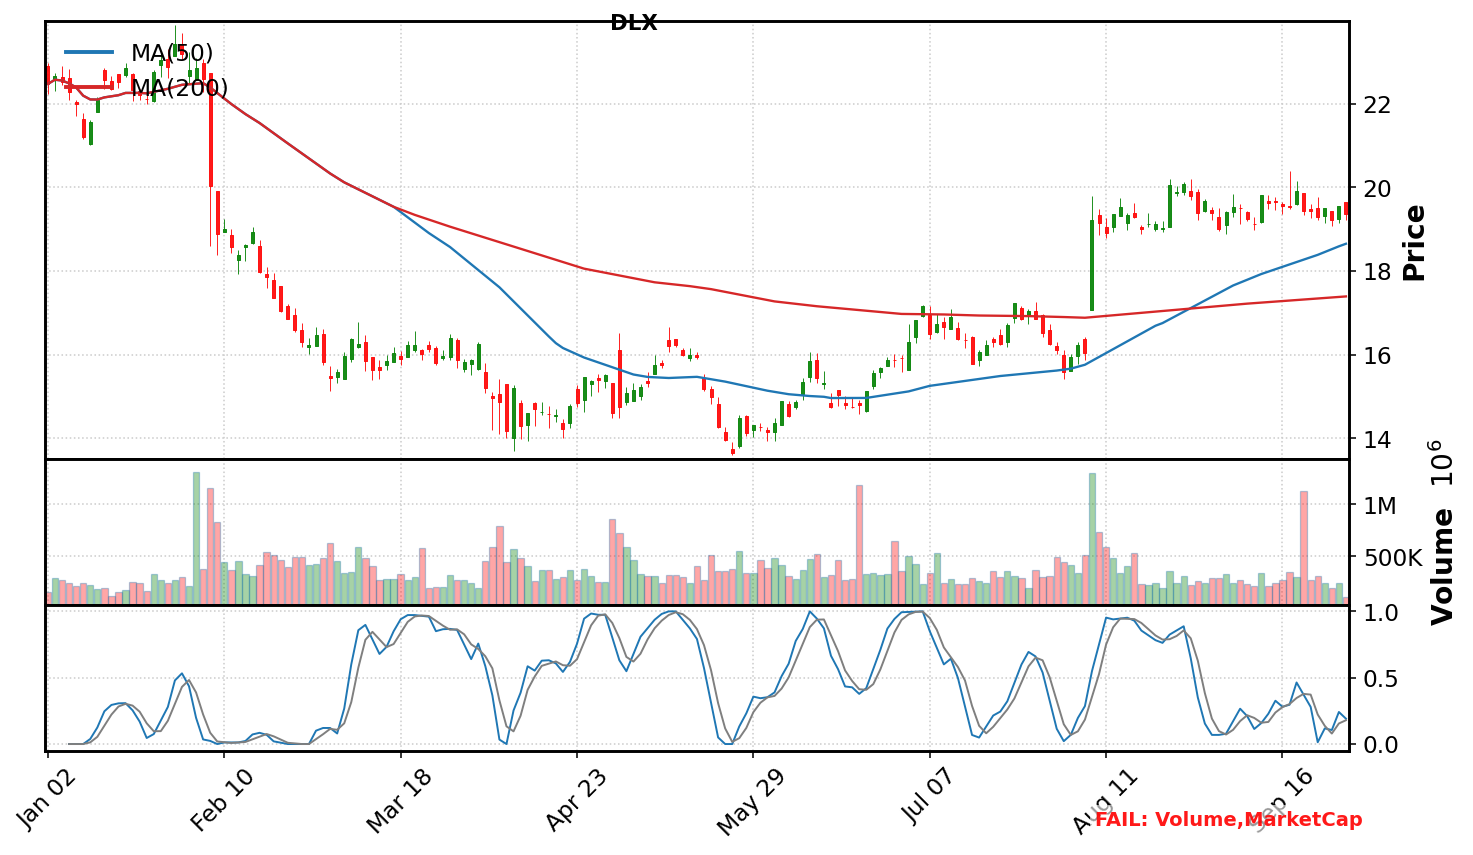 DLX
MA(50)
MA(200)
22
20
18
16
14
Price
1M
500K
Volume 10^6
1.0
0.5
0.0
Jan 02
Feb 10
Mar 18
Apr 23
May 29
Jul 07
Aug 11
Sep 16
FAIL: Volume,MarketCap